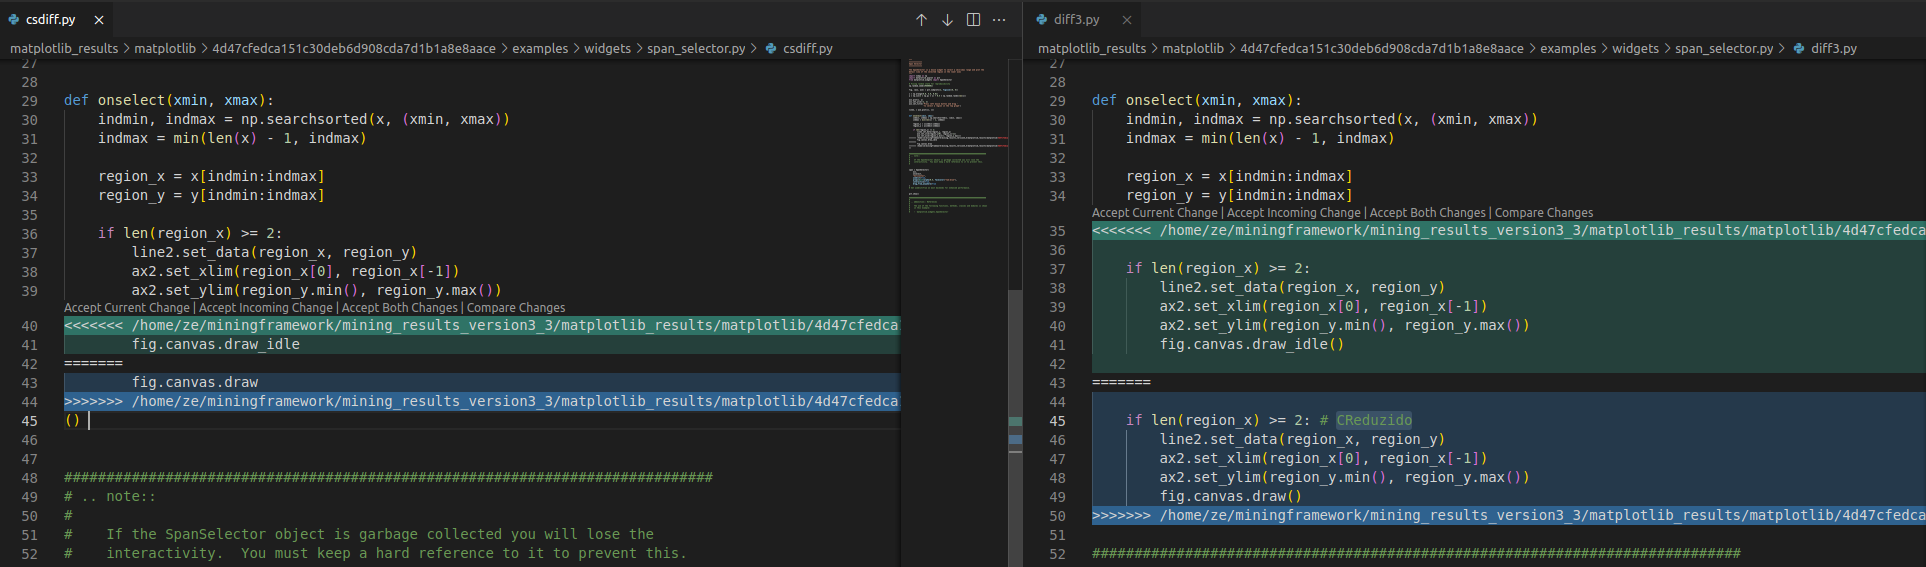 csdiff.py
matplotlib_results > matplotlib > 4d47cfedca151c30deb6d908cda7d1b1a8e8aace > examples > widgets > span_selector.py > csdiff.py
27
28
29 def onselect(xmin, xmax):
30     indmin, indmax = np.searchsorted(x, (xmin, xmax))
31     indmax = min(len(x) - 1, indmax)
32
33     region_x = x[indmin:indmax]
34     region_y = y[indmin:indmax]
35
36     if len(region_x) >= 2:
37         line2.set_data(region_x, region_y)
38         ax2.set_xlim(region_x[0], region_x[-1])
39         ax2.set_ylim(region_y.min(), region_y.max())
Accept Current Change | Accept Incoming Change | Accept Both Changes | Compare Changes
40 <<<<<<< /home/ze/miningframework/mining_results_version3_3/matplotlib_results/matplotlib/4d47cfedca
41         fig.canvas.draw_idle
42 =======
43         fig.canvas.draw
44 >>>>>>> /home/ze/miningframework/mining_results_version3_3/matplotlib_results/matplotlib/4d47cfedca
45 ()
46
47
48 #############################################################################
49 # .. note::
50 #
51 #    If the SpanSelector object is garbage collected you will lose the
52 #    interactivity.  You must keep a hard reference to it to prevent this.
diff3.py
matplotlib_results > matplotlib > 4d47cfedca151c30deb6d908cda7d1b1a8e8aace > examples > widgets > span_selector.py > diff3.py
27
28
29 def onselect(xmin, xmax):
30     indmin, indmax = np.searchsorted(x, (xmin, xmax))
31     indmax = min(len(x) - 1, indmax)
32
33     region_x = x[indmin:indmax]
34     region_y = y[indmin:indmax]
Accept Current Change | Accept Incoming Change | Accept Both Changes | Compare Changes
35 <<<<<<< /home/ze/miningframework/mining_results_version3_3/matplotlib_results/matplotlib/4d47cfedca
36
37     if len(region_x) >= 2:
38         line2.set_data(region_x, region_y)
39         ax2.set_xlim(region_x[0], region_x[-1])
40         ax2.set_ylim(region_y.min(), region_y.max())
41         fig.canvas.draw_idle()
42
43 =======
44
45     if len(region_x) >= 2: # CReduzido
46         line2.set_data(region_x, region_y)
47         ax2.set_xlim(region_x[0], region_x[-1])
48         ax2.set_ylim(region_y.min(), region_y.max())
49         fig.canvas.draw()
50 >>>>>>> /home/ze/miningframework/mining_results_version3_3/matplotlib_results/matplotlib/4d47cfedca
51
52 #############################################################################